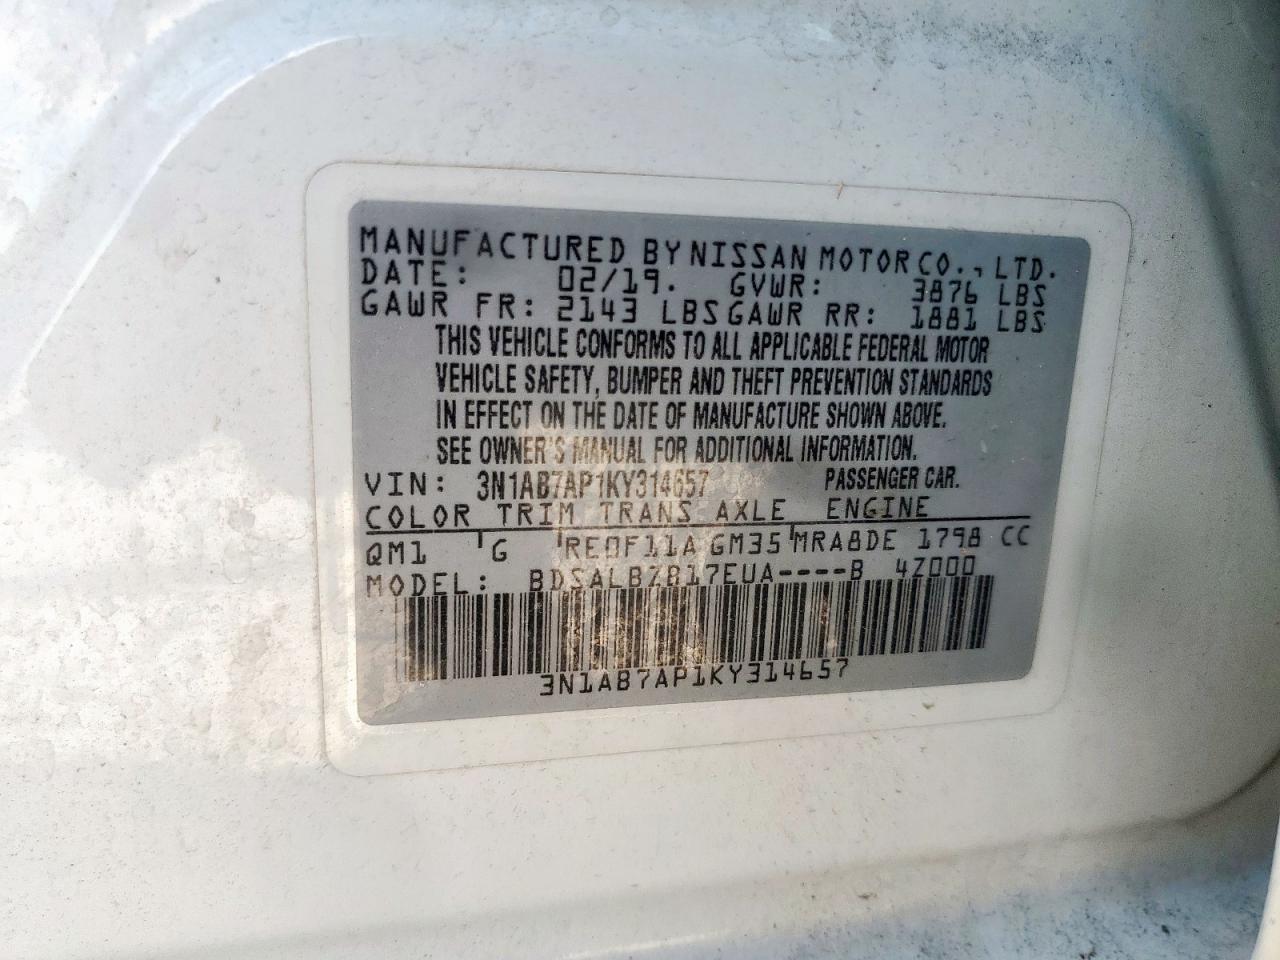 MANUFACTURED BY NISSAN MOTOR CO., LTD.
DATE: 02/19. GVWR: 3876 LBS
GAWR FR: 2143 LBS GAWR RR: 1881 LBS
THIS VEHICLE CONFORMS TO ALL APPLICABLE FEDERAL MOTOR
VEHICLE SAFETY, BUMPER AND THEFT PREVENTION STANDARDS
IN EFFECT ON THE DATE OF MANUFACTURE SHOWN ABOVE.
SEE OWNER'S MANUAL FOR ADDITIONAL INFORMATION.
VIN: 3N1AB7AP1KY314657 PASSENGER CAR.
COLOR TRIM TRANS AXLE ENGINE
QM1 G RE0F11A GM35 MRA8DE 1798 CC
MODEL: BDSALBZB17EUA----B 4Z000
3N1AB7AP1KY314657